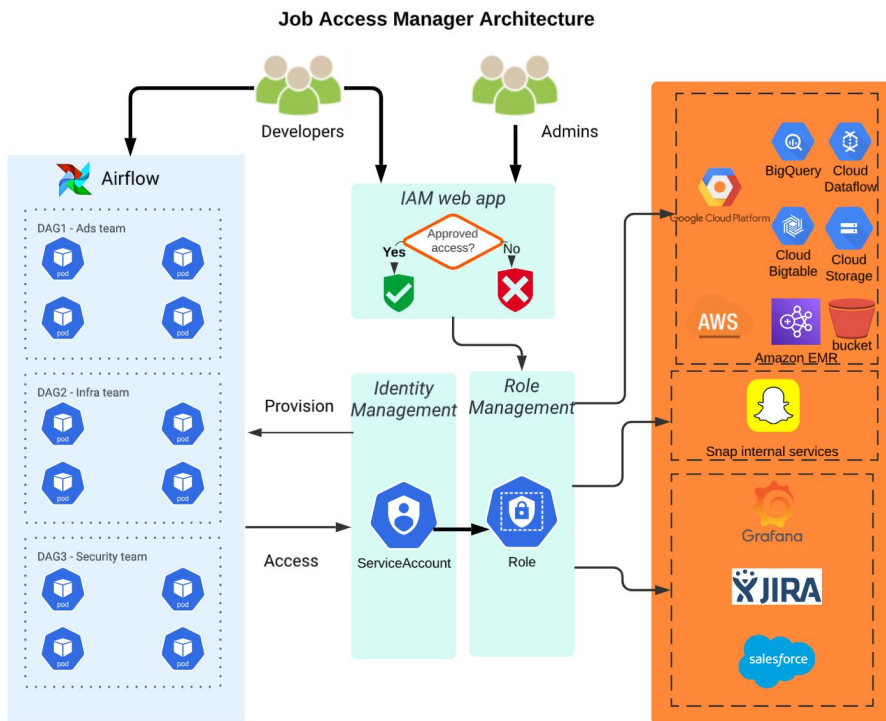 Job Access Manager Architecture
Developers
Admins
Airflow
DAG1 - Ads team
pod
pod
pod
pod
DAG2 - Infra team
pod
pod
pod
pod
DAG3 - Security team
pod
pod
pod
pod
IAM web app
Approved
access?
Yes
No
Provision
Access
Identity
Management
ServiceAccount
Role
Management
Role
Google Cloud Platform
BigQuery
Cloud
Dataflow
Cloud
Bigtable
Cloud
Storage
AWS
Amazon EMR
bucket
Snap internal services
Grafana
JIRA
salesforce